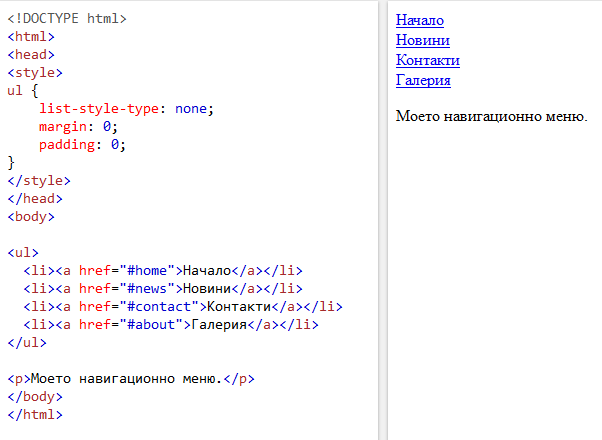 <!DOCTYPE html>
<html>
<head>
<style>
ul {
    list-style-type: none;
    margin: 0;
    padding: 0;
}
</style>
</head>
<body>

<ul>
  <li><a href="#home">Начало</a></li>
  <li><a href="#news">Новини</a></li>
  <li><a href="#contact">Контакти</a></li>
  <li><a href="#about">Галерия</a></li>
</ul>

<p>Моето навигационно меню.</p>
</body>
</html>
Начало
Новини
Контакти
Галерия
Моето навигационно меню.